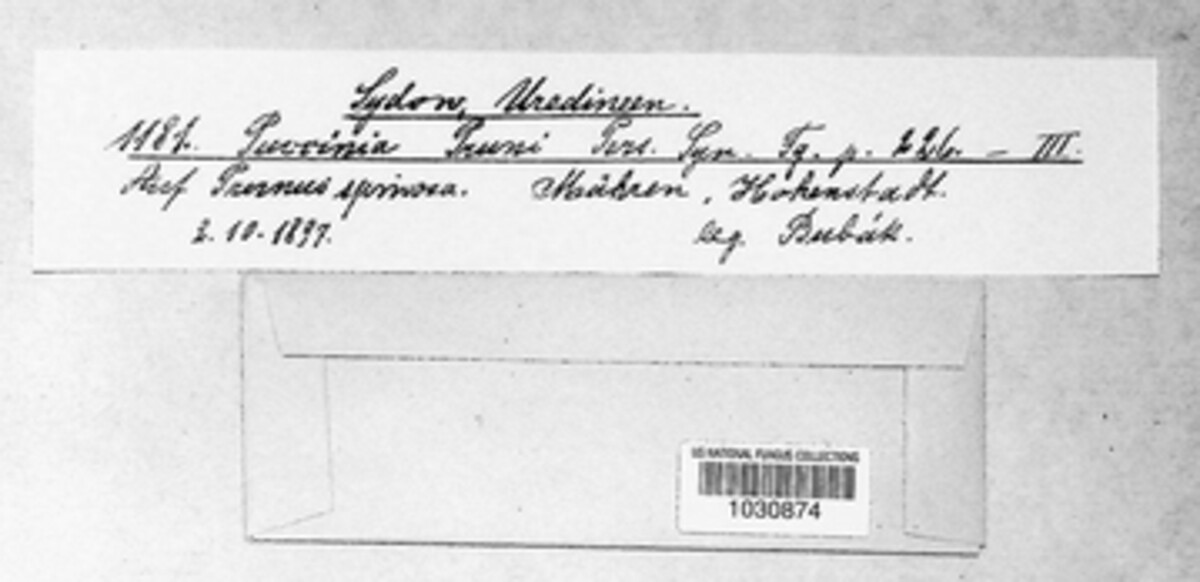 Sydow, Uredineen.
1181. Puccinia Pruni Pers. Syn. Fg. p. 226. – III.
Auf Prunus spinosa. Mähren, Hohenstadt.
2. 10. 1897. leg. Bubák.
US NATIONAL FUNGUS COLLECTIONS
1030874